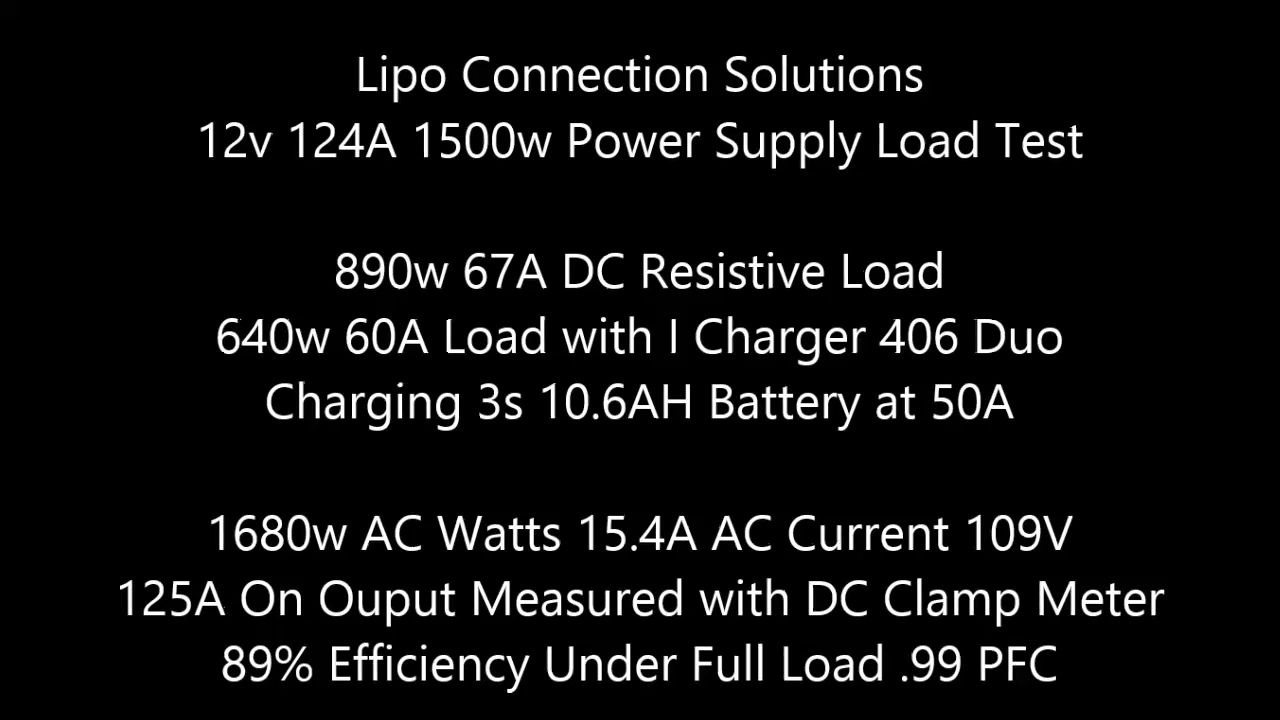 Lipo Connection Solutions
12v 124A 1500w Power Supply Load Test
890w 67A DC Resistive Load
640w 60A Load with I Charger 406 Duo
Charging 3s 10.6AH Battery at 50A
1680w AC Watts 15.4A AC Current 109V
125A On Ouput Measured with DC Clamp Meter
89% Efficiency Under Full Load .99 PFC